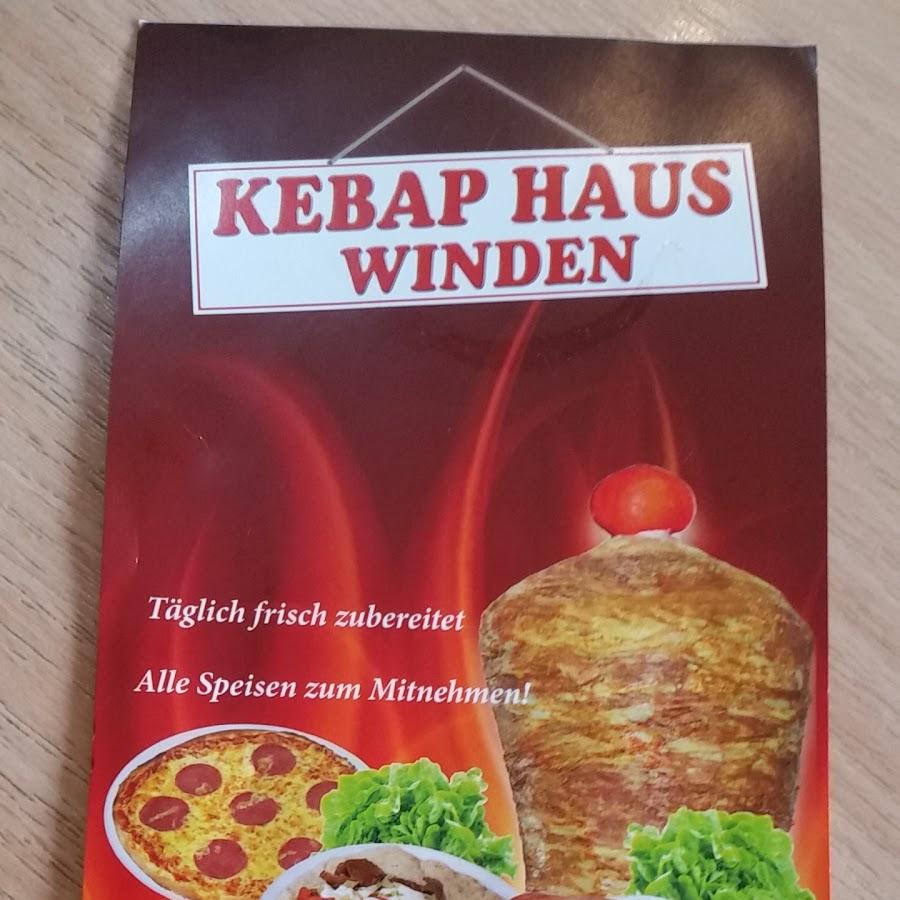 KEBAP HAUS
WINDEN
Täglich frisch zubereitet
Alle Speisen zum Mitnehmen!